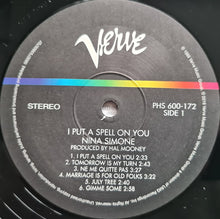 Verve
STEREO
PHS 600-172
SIDE 1
I PUT A SPELL ON YOU
NINA SIMONE
PRODUCED BY HAL MOONEY
1. I PUT A SPELL ON YOU 2:33
2. TOMORROW IS MY TURN 2:43
3. NE ME QUITTE PAS 3:32
4. MARRIAGE IS FOR OLD FOLKS 3:23
5. JULY TREE 2:40
6. GIMME SOME 2:58